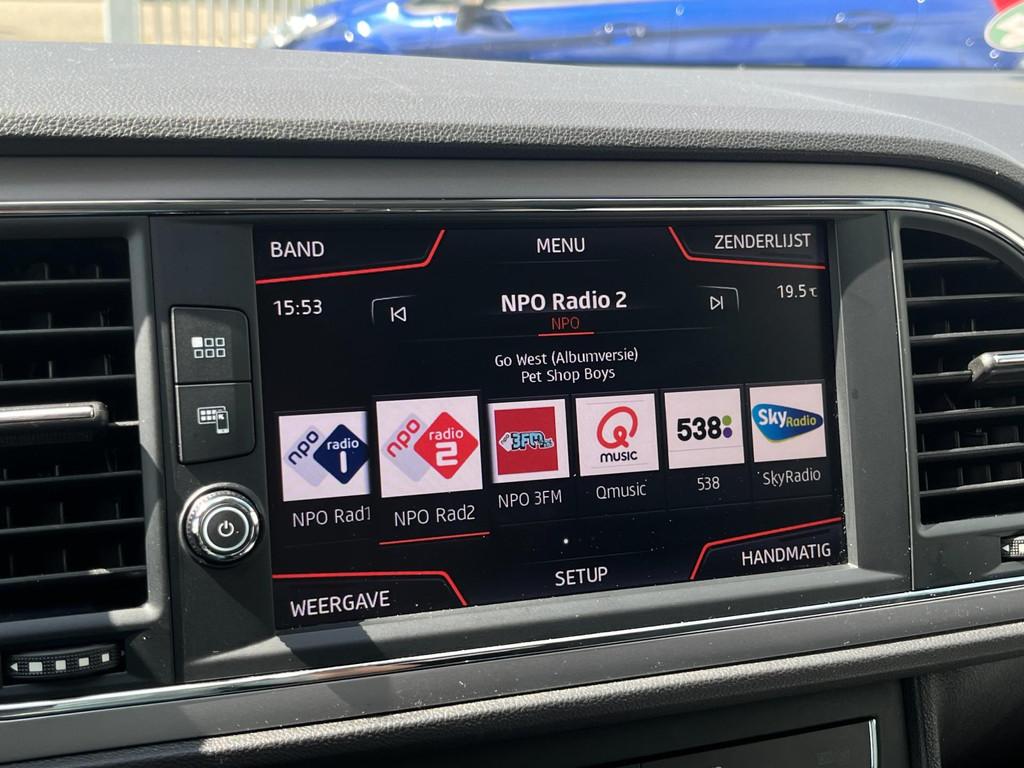 BAND
MENU
ZENDERLIJST
15:53
NPO Radio 2
19.5℃
NPO
Go West (Albumversie)
Pet Shop Boys
npo radio 1
npo radio 2
3FM
Q MUSIC
538
Sky Radio
NPO Rad1
NPO Rad2
NPO 3FM
Qmusic
538
SkyRadio
WEERGAVE
SETUP
HANDMATIG